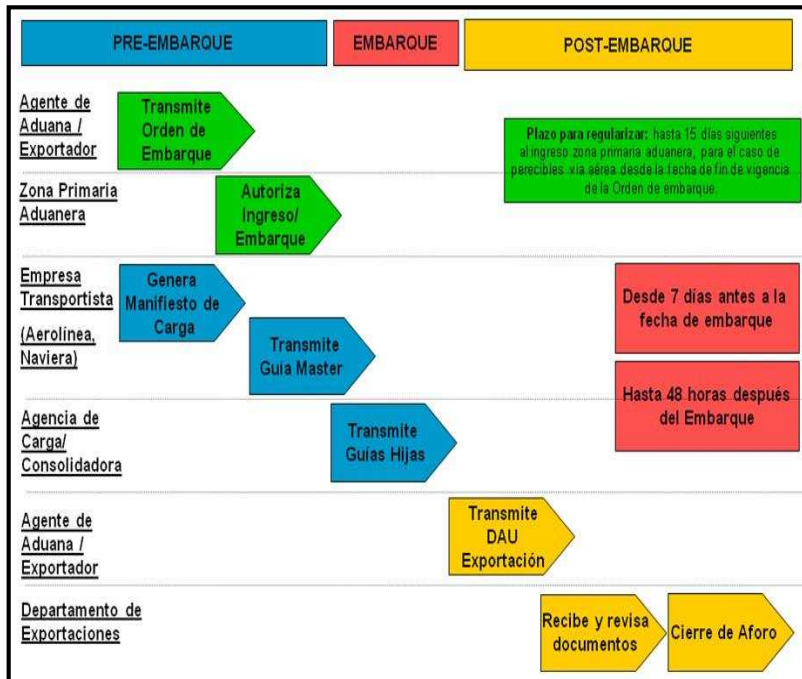 PRE-EMBARQUE
EMBARQUE
POST-EMBARQUE
Agente de
Aduana /
Exportador
Transmite
Orden de
Embarque
Plazo para regularizar: hasta 15 días siguientes
al ingreso zona primaria aduanera, para el caso de
perecibles vía aérea desde la fecha de fin de vigencia
de la Orden de embarque.
Zona Primaria
Aduanera
Autoriza
Ingreso/
Embarque
Empresa
Transportista
(Aerolínea,
Naviera)
Genera
Manifiesto de
Carga
Transmite
Guía Master
Desde 7 días antes a la
fecha de embarque
Hasta 48 horas después
del Embarque
Agencia de
Carga/
Consolidadora
Transmite
Guías Hijas
Agente de
Aduana /
Exportador
Transmite
DAU
Exportación
Departamento de
Exportaciones
Recibe y revisa
documentos
Cierre de Aforo